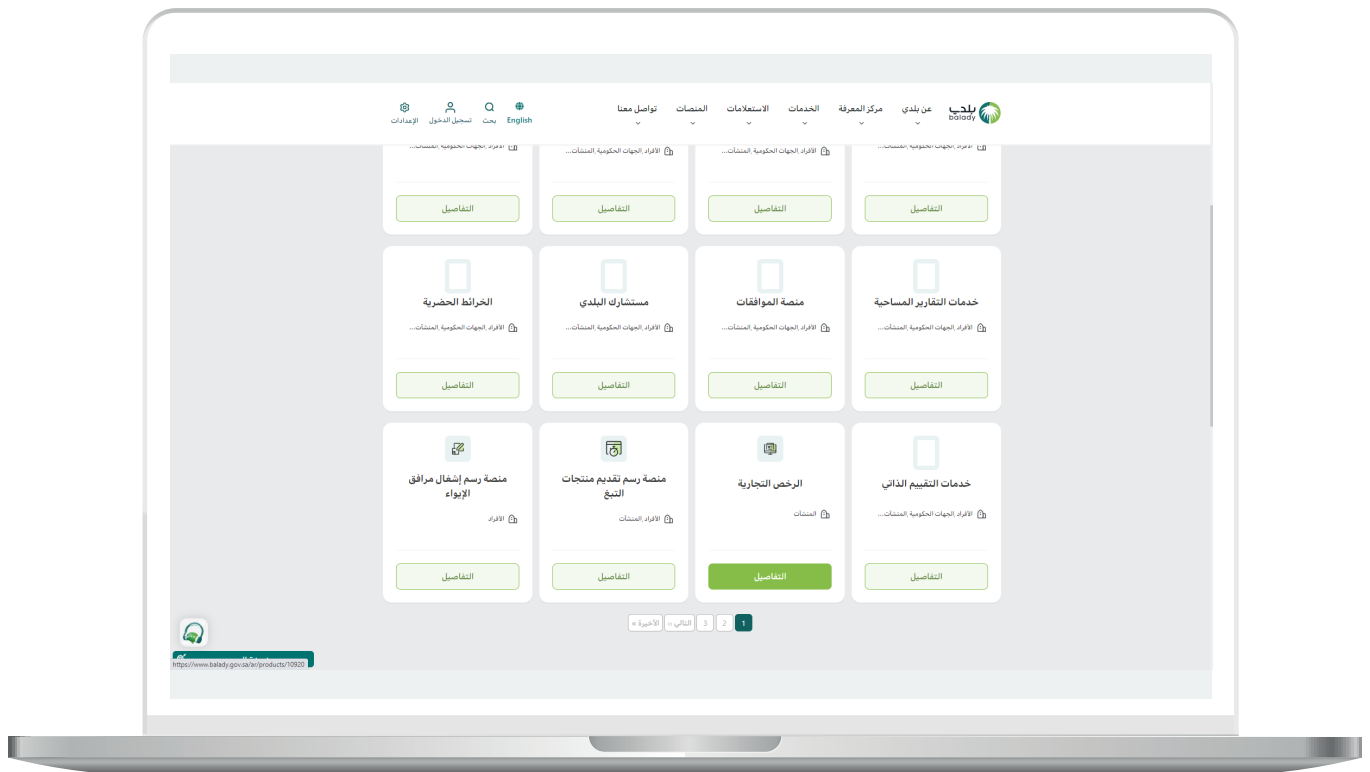 بلدي
balady
عن بلدي
مركز المعرفة
الخدمات
الاستعلامات
المنصات
تواصل معنا
English
بحث
تسجيل الدخول
الإعدادات
الأفراد ,الجهات الحكومية ,المنشآت...
الأفراد ,الجهات الحكومية ,المنشآت...
الأفراد ,الجهات الحكومية ,المنشآت...
الأفراد ,الجهات الحكومية ,المنشآت...
التفاصيل
التفاصيل
التفاصيل
التفاصيل
خدمات التقارير المساحية
منصة الموافقات
مستشارك البلدي
الخرائط الحضرية
الأفراد ,الجهات الحكومية ,المنشآت...
الأفراد ,الجهات الحكومية ,المنشآت...
الأفراد ,الجهات الحكومية ,المنشآت...
الأفراد ,الجهات الحكومية ,المنشآت...
التفاصيل
التفاصيل
التفاصيل
التفاصيل
خدمات التقييم الذاتي
الرخص التجارية
منصة رسم تقديم منتجات
التبغ
منصة رسم إشغال مرافق
الإيواء
الأفراد ,الجهات الحكومية ,المنشآت...
المنشآت
الأفراد ,المنشآت
الأفراد
التفاصيل
التفاصيل
التفاصيل
التفاصيل
1
2
3
التالي ››
الأخيرة »
https://www.balady.gov.sa/ar/products/10920